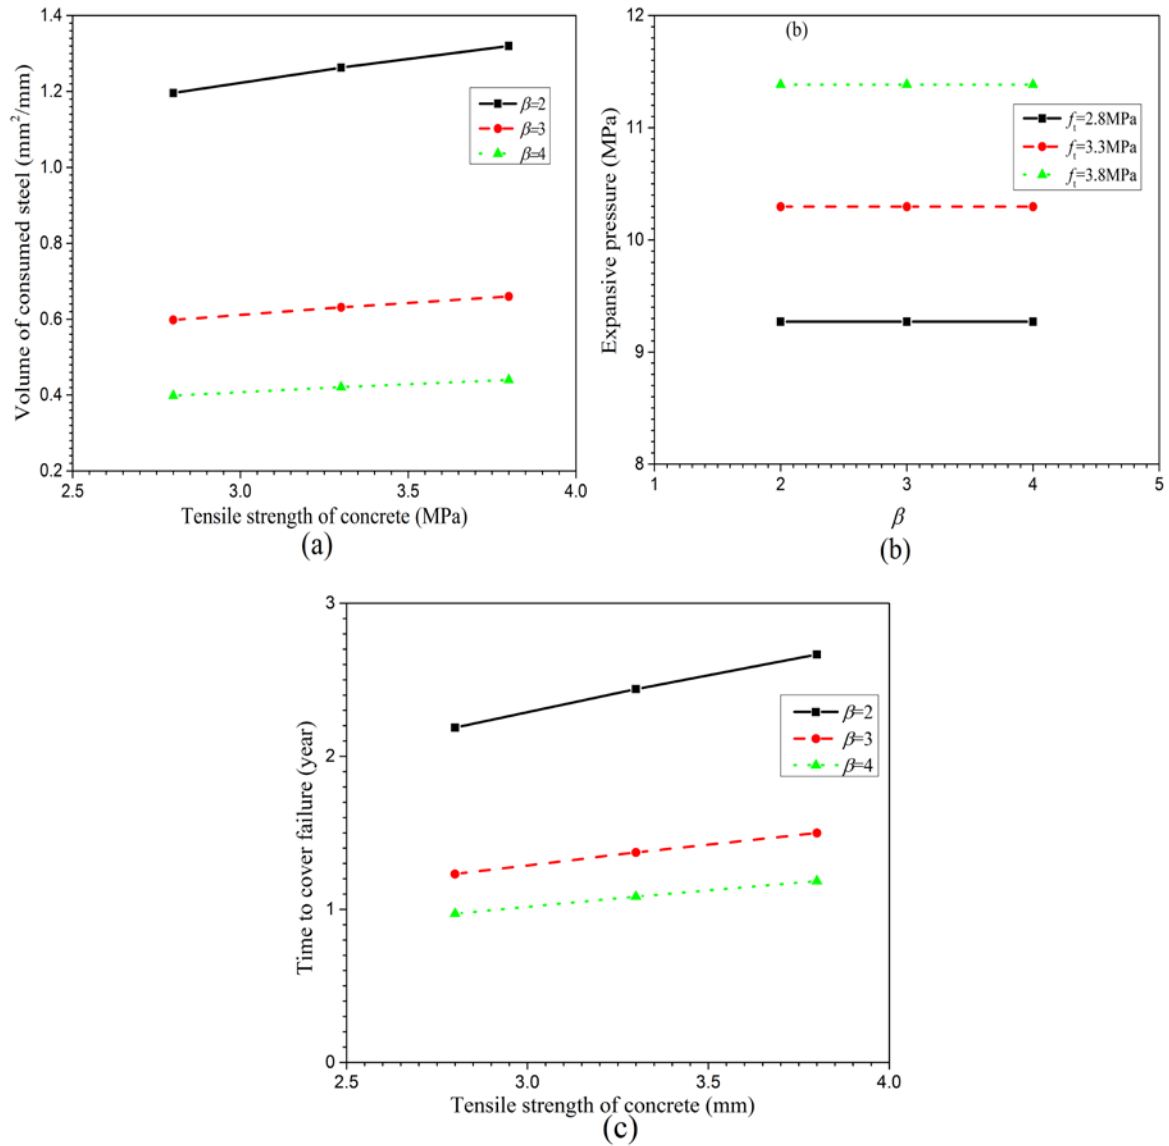 (a)
1.4
1.2
1.0
0.8
0.6
0.4
0.2
Volume of consumed steel (mm²/mm)
β=2
β=3
β=4
2.5 3.0 3.5 4.0
Tensile strength of concrete (MPa)
(a)
(b)
12
11
10
9
8
Expansive pressure (MPa)
fₜ=2.8MPa
fₜ=3.3MPa
fₜ=3.8MPa
1 2 3 4 5
β
(b)
3
2
1
0
Time to cover failure (year)
β=2
β=3
β=4
2.5 3.0 3.5 4.0
Tensile strength of concrete (mm)
(c)